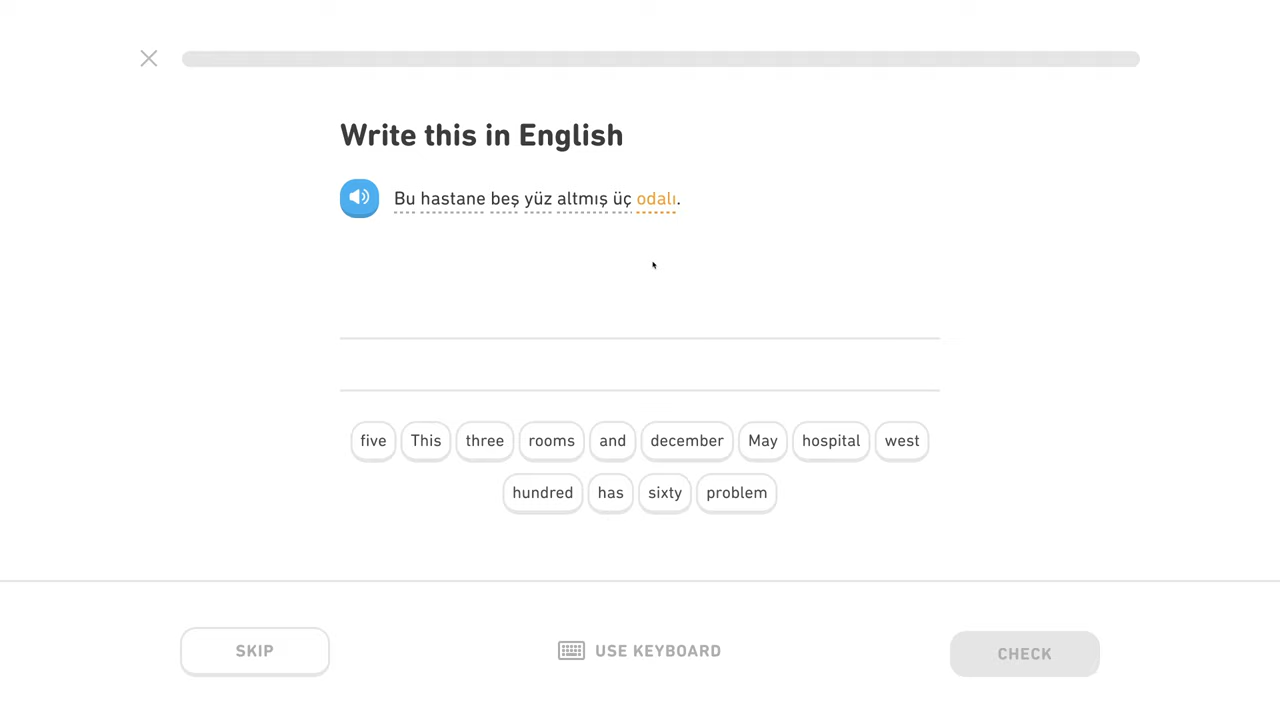 Write this in English
Bu hastane beş yüz altmış üç odalı.
five This three rooms and december May hospital west
hundred has sixty problem
SKIP USE KEYBOARD CHECK